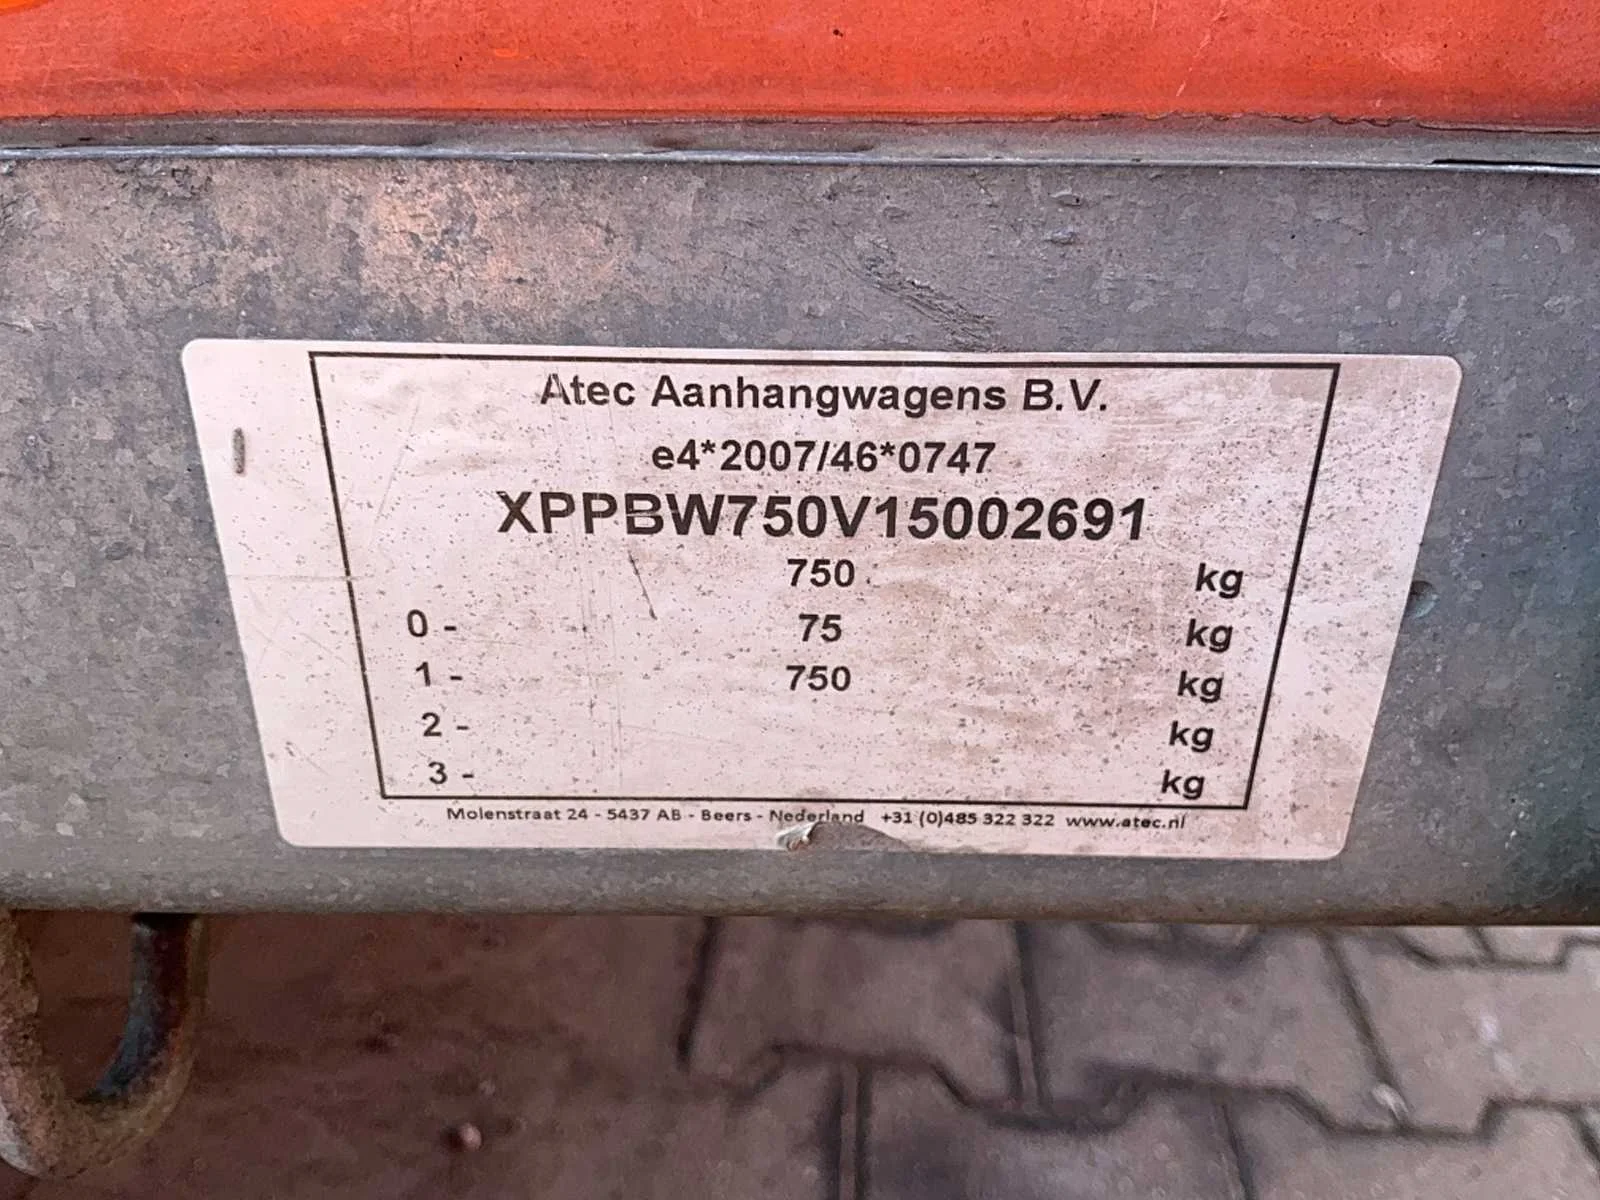 Atec Aanhangwagens B.V.
e4*2007/46*0747
XPPBW750V15002691
750 kg
0 - 75 kg
1 - 750 kg
2 - kg
3 - kg
Molenstraat 24 - 5437 AB - Beers - Nederland +31 (0)485 322 322 www.atec.nl